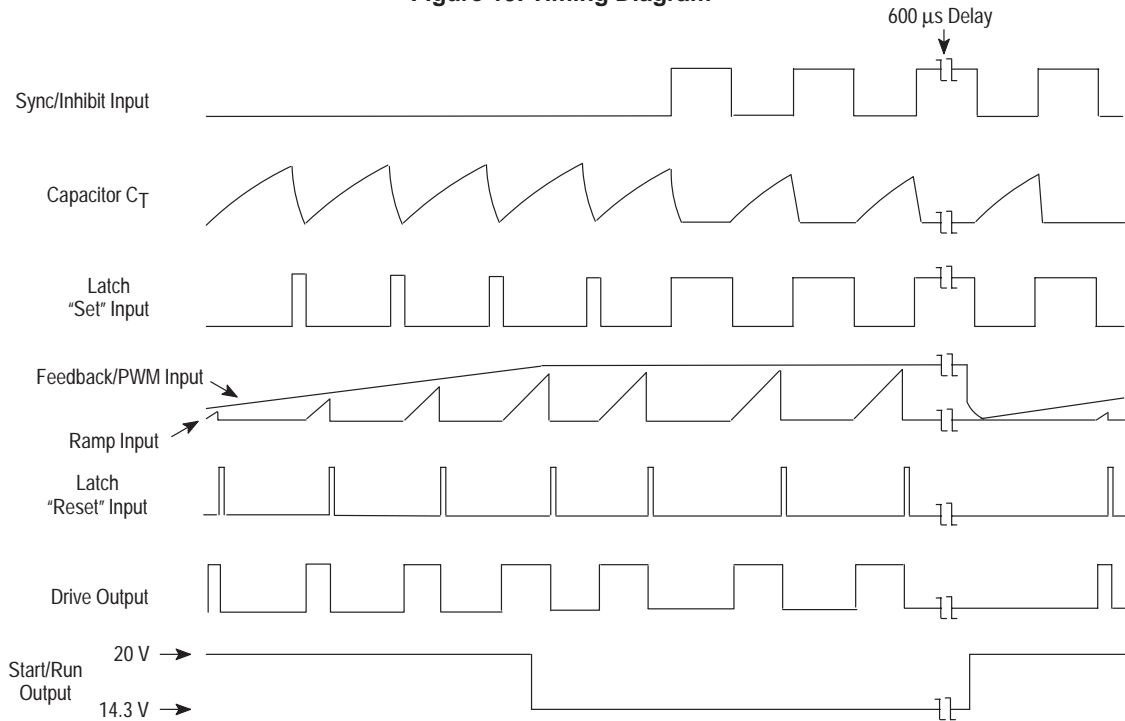 Figure 18. Timing Diagram
600 µs Delay
Sync/Inhibit Input
Capacitor CT
Latch
"Set" Input
Feedback/PWM Input
Ramp Input
Latch
"Reset" Input
Drive Output
20 V
Start/Run
Output
14.3 V